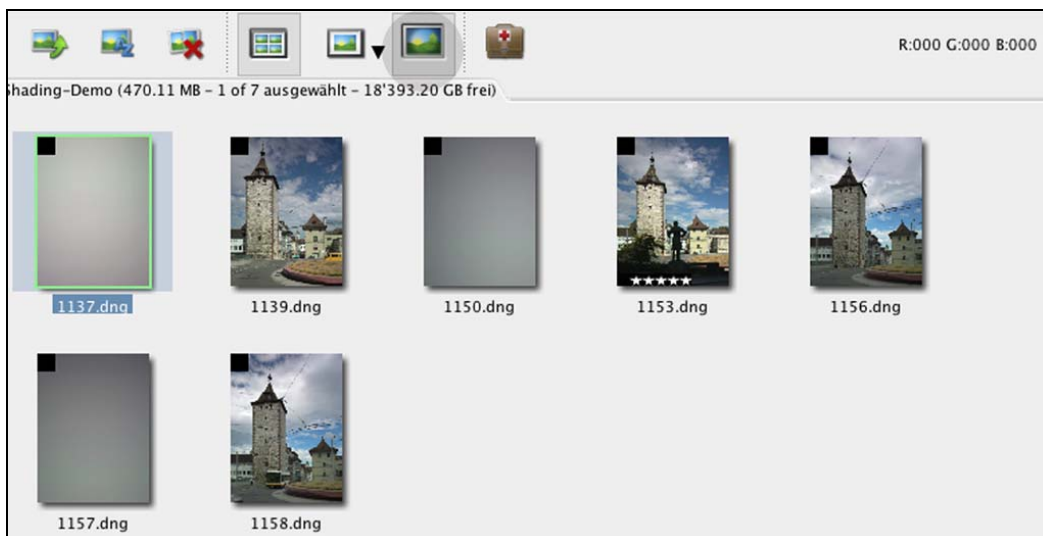 R:000 G:000 B:000
Shading-Demo (470.11 MB - 1 of 7 ausgewählt - 18'393.20 GB frei)
1137.dng
1139.dng
1150.dng
1153.dng
1156.dng
1157.dng
1158.dng